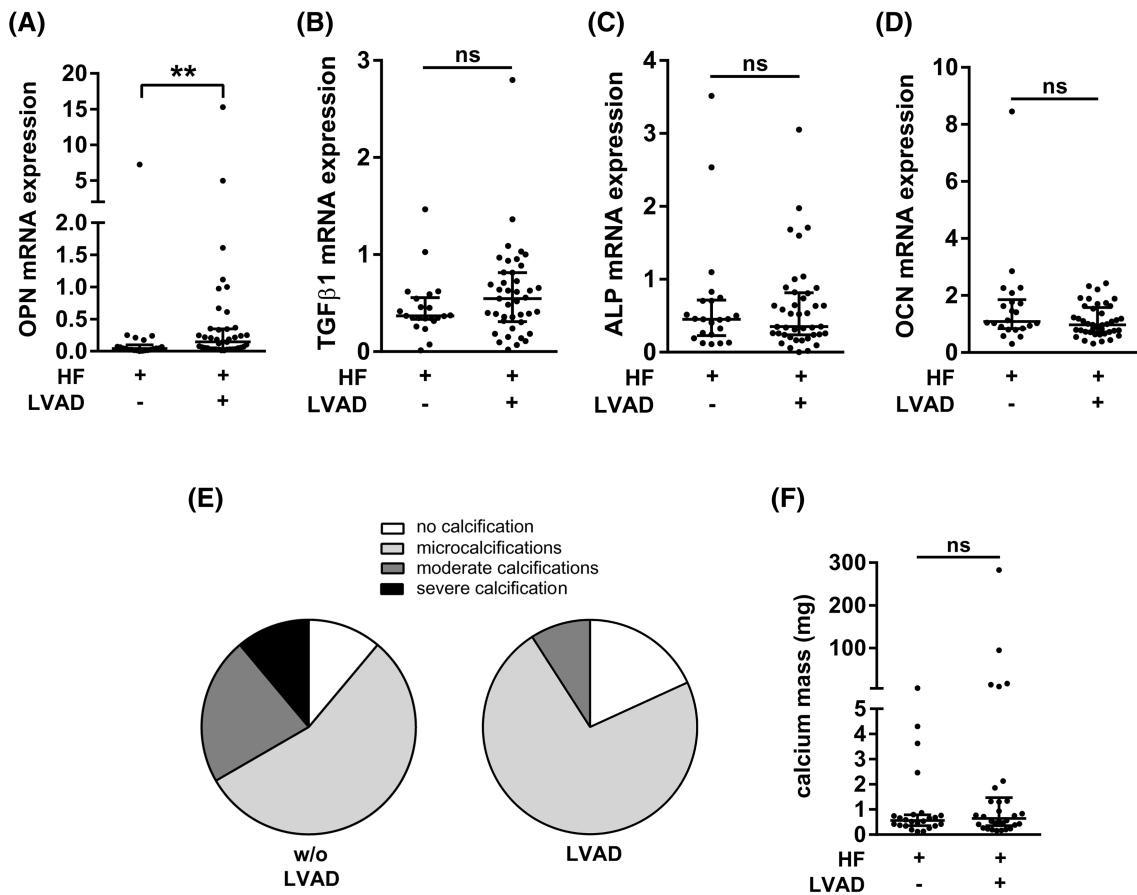 (A)
OPN mRNA expression
20
15
10
5
2.0
1.5
1.0
0.5
0.0
**
HF + +
LVAD - +
(B)
TGFβ1 mRNA expression
3
2
1
0
ns
+ +
- +
(C)
ALP mRNA expression
4
3
2
1
0
ns
HF + +
LVAD - +
(D)
OCN mRNA expression
10
8
6
4
2
0
ns
HF + +
LVAD - +
(E)
no calcification
microcalcifications
moderate calcifications
severe calcification
w/o
LVAD
LVAD
(F)
calcium mass (mg)
300
200
100
5
4
3
2
1
0
ns
HF + +
LVAD - +